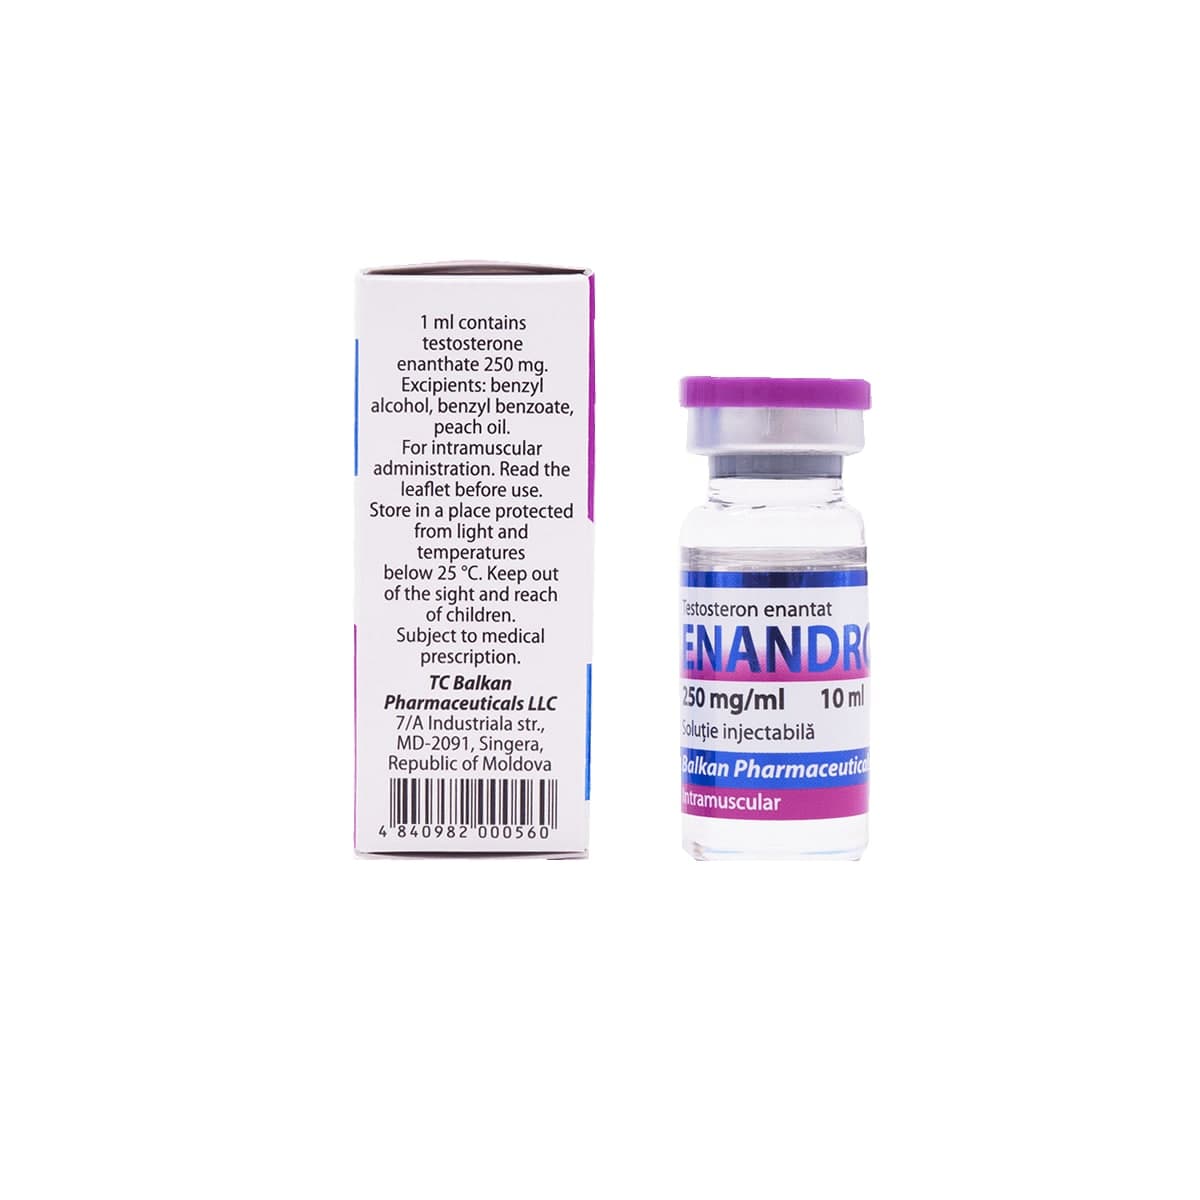 1 ml contains
testosterone
enanthate 250 mg.
Excipients: benzyl
alcohol, benzyl benzoate,
peach oil.
For intramuscular
administration. Read the
leaflet before use.
Store in a place protected
from light and
temperatures
below 25 °C. Keep out
of the sight and reach
of children.
Subject to medical
prescription.
TC Balkan
Pharmaceuticals LLC
7/A Industriala str.,
MD-2091, Singera,
Republic of Moldova
4 840982 000560
Testosteron enantat
ENANDRO
250 mg/ml 10 ml
Soluție injectabilă
Balkan Pharmaceutical
Intramuscular